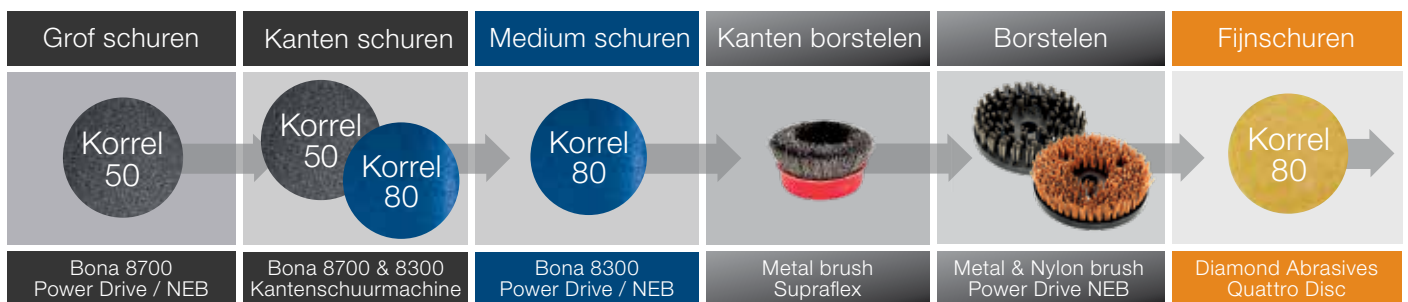 Grof schuren
Kanten schuren
Medium schuren
Kanten borstelen
Borstelen
Fijnschuren
Korrel
50
Korrel
50
Korrel
80
Korrel
80
Korrel
80
Bona 8700
Power Drive / NEB
Bona 8700 & 8300
Kantenschuurmachine
Bona 8300
Power Drive / NEB
Metal brush
Supraflex
Metal & Nylon brush
Power Drive NEB
Diamond Abrasives
Quattro Disc